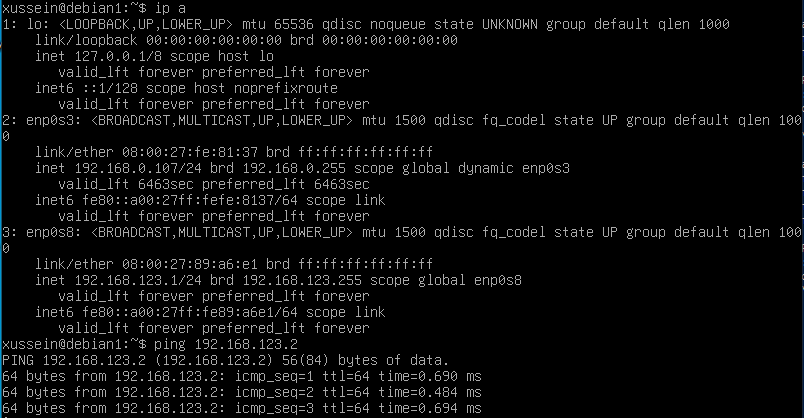 xussein@debian1:~$ ip a
1: lo: <LOOPBACK,UP,LOWER_UP> mtu 65536 qdisc noqueue state UNKNOWN group default qlen 1000
    link/loopback 00:00:00:00:00:00 brd 00:00:00:00:00:00
    inet 127.0.0.1/8 scope host lo
       valid_lft forever preferred_lft forever
    inet6 ::1/128 scope host noprefixroute
       valid_lft forever preferred_lft forever
2: enp0s3: <BROADCAST,MULTICAST,UP,LOWER_UP> mtu 1500 qdisc fq_codel state UP group default qlen 100
0
    link/ether 08:00:27:fe:81:37 brd ff:ff:ff:ff:ff:ff
    inet 192.168.0.107/24 brd 192.168.0.255 scope global dynamic enp0s3
       valid_lft 6463sec preferred_lft 6463sec
    inet6 fe80::a00:27ff:fefe:8137/64 scope link
       valid_lft forever preferred_lft forever
3: enp0s8: <BROADCAST,MULTICAST,UP,LOWER_UP> mtu 1500 qdisc fq_codel state UP group default qlen 100
0
    link/ether 08:00:27:89:a6:e1 brd ff:ff:ff:ff:ff:ff
    inet 192.168.123.1/24 brd 192.168.123.255 scope global enp0s8
       valid_lft forever preferred_lft forever
    inet6 fe80::a00:27ff:fe89:a6e1/64 scope link
       valid_lft forever preferred_lft forever
xussein@debian1:~$ ping 192.168.123.2
PING 192.168.123.2 (192.168.123.2) 56(84) bytes of data.
64 bytes from 192.168.123.2: icmp_seq=1 ttl=64 time=0.690 ms
64 bytes from 192.168.123.2: icmp_seq=2 ttl=64 time=0.484 ms
64 bytes from 192.168.123.2: icmp_seq=3 ttl=64 time=0.694 ms